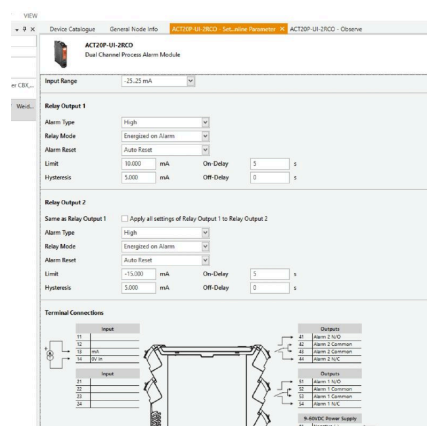 VIEW
Device Catalogue General Node Info ACT20P-UI-2RCO - Set...nline Parameter × ACT20P-UI-2RCO - Observe
ACT20P-UI-2RCO
Dual Channel Process Alarm Module
er CBX,...
Weid...
Input Range -25..25 mA
Relay Output 1
Alarm Type High
Relay Mode Energized on Alarm
Alarm Reset Auto Reset
Limit 10.000 mA On-Delay 5 s
Hysteresis 5.000 mA Off-Delay 0 s
Relay Output 2
Same as Relay Output 1 Apply all settings of Relay Output 1 to Relay Output 2
Alarm Type High
Relay Mode Energized on Alarm
Alarm Reset Auto Reset
Limit -15.000 mA On-Delay 5 s
Hysteresis 5.000 mA Off-Delay 0 s
Terminal Connections
Input Outputs
11 41 Alarm 2 N/O
12 42 Alarm 2 Common
13 mA 43 Alarm 2 Common
14 0V In 44 Alarm 2 N/C
Input Outputs
21 51 Alarm 1 N/O
22 52 Alarm 1 Common
23 53 Alarm 1 Common
24 54 Alarm 1 N/C
9-60VDC Power Supply